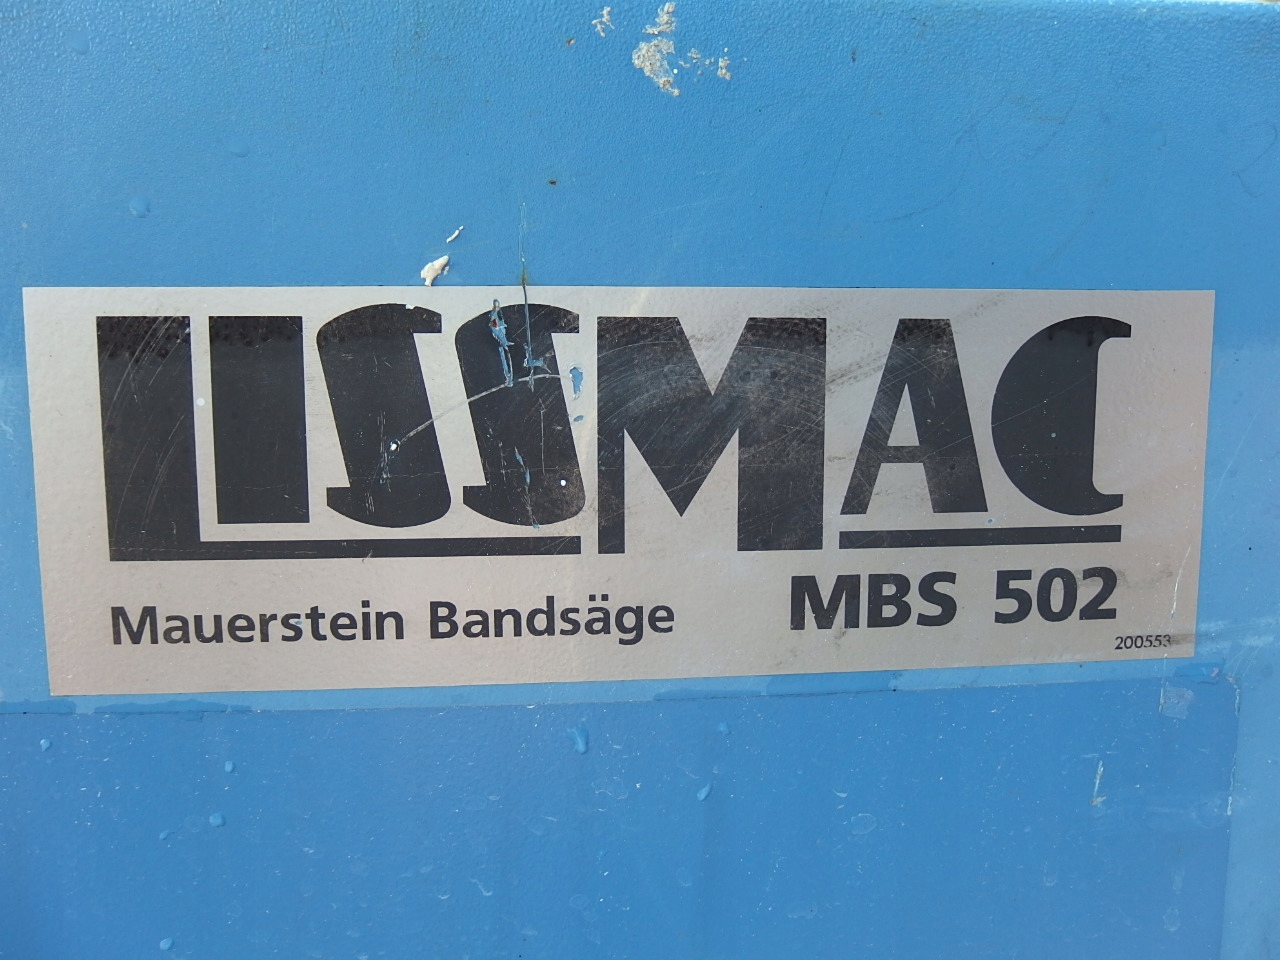 LISSMAC
Mauerstein Bandsäge MBS 502
200553